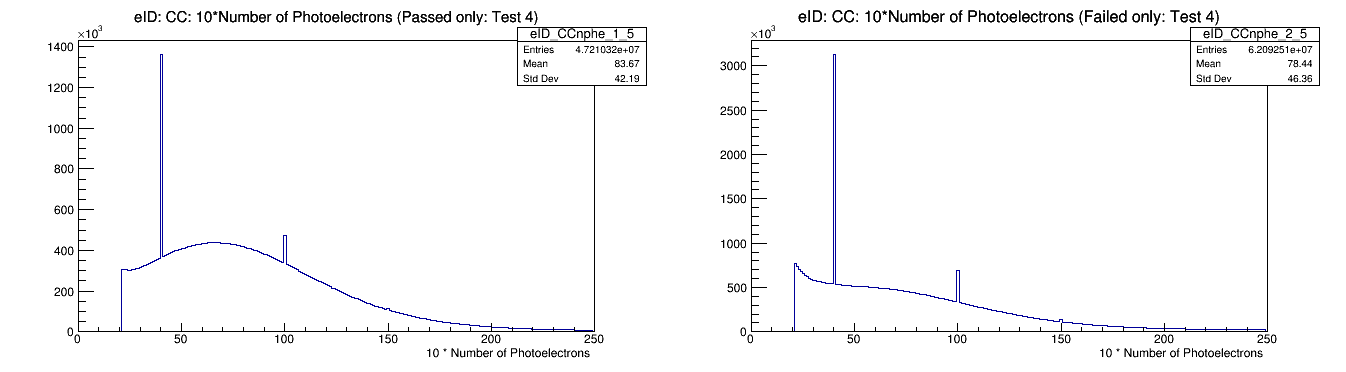 eID: CC: 10*Number of Photoelectrons (Passed only: Test 4)
×10³
eID_CCnphe_1_5
Entries 4.721032e+07
Mean 83.67
Std Dev 42.19
1400
1200
1000
800
600
400
200
0
0 50 100 150 200 250
10 * Number of Photoelectrons
eID: CC: 10*Number of Photoelectrons (Failed only: Test 4)
×10³
eID_CCnphe_2_5
Entries 6.209251e+07
Mean 78.44
Std Dev 46.36
3000
2500
2000
1500
1000
500
0
0 50 100 150 200 250
10 * Number of Photoelectrons